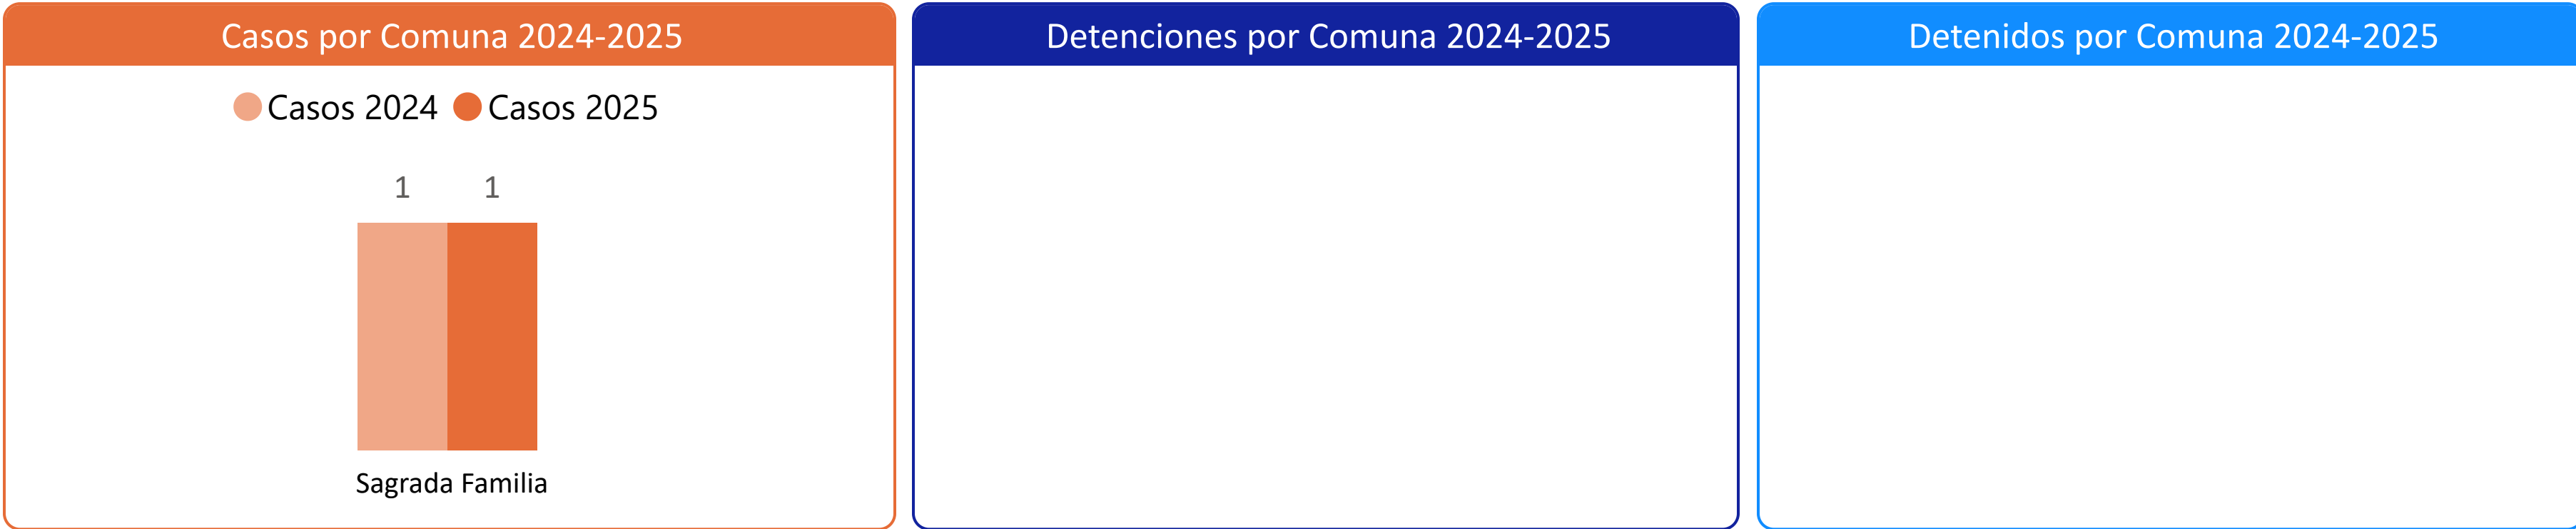 Casos por Comuna 2024-2025
Casos 2024 Casos 2025
1 1
Sagrada Familia
Detenciones por Comuna 2024-2025
Detenidos por Comuna 2024-2025